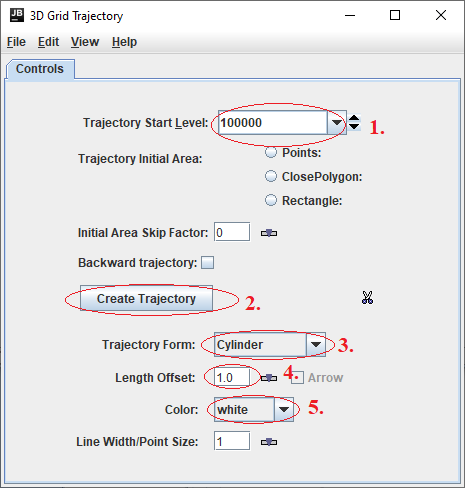 JB 3D Grid Trajectory
File Edit View Help
Controls
Trajectory Start Level: 100000 1.
Trajectory Initial Area: Points:
ClosePolygon:
Rectangle:
Initial Area Skip Factor: 0
Backward trajectory:
Create Trajectory 2.
Trajectory Form: Cylinder 3.
Length Offset: 1.0 4. Arrow
Color: white 5.
Line Width/Point Size: 1